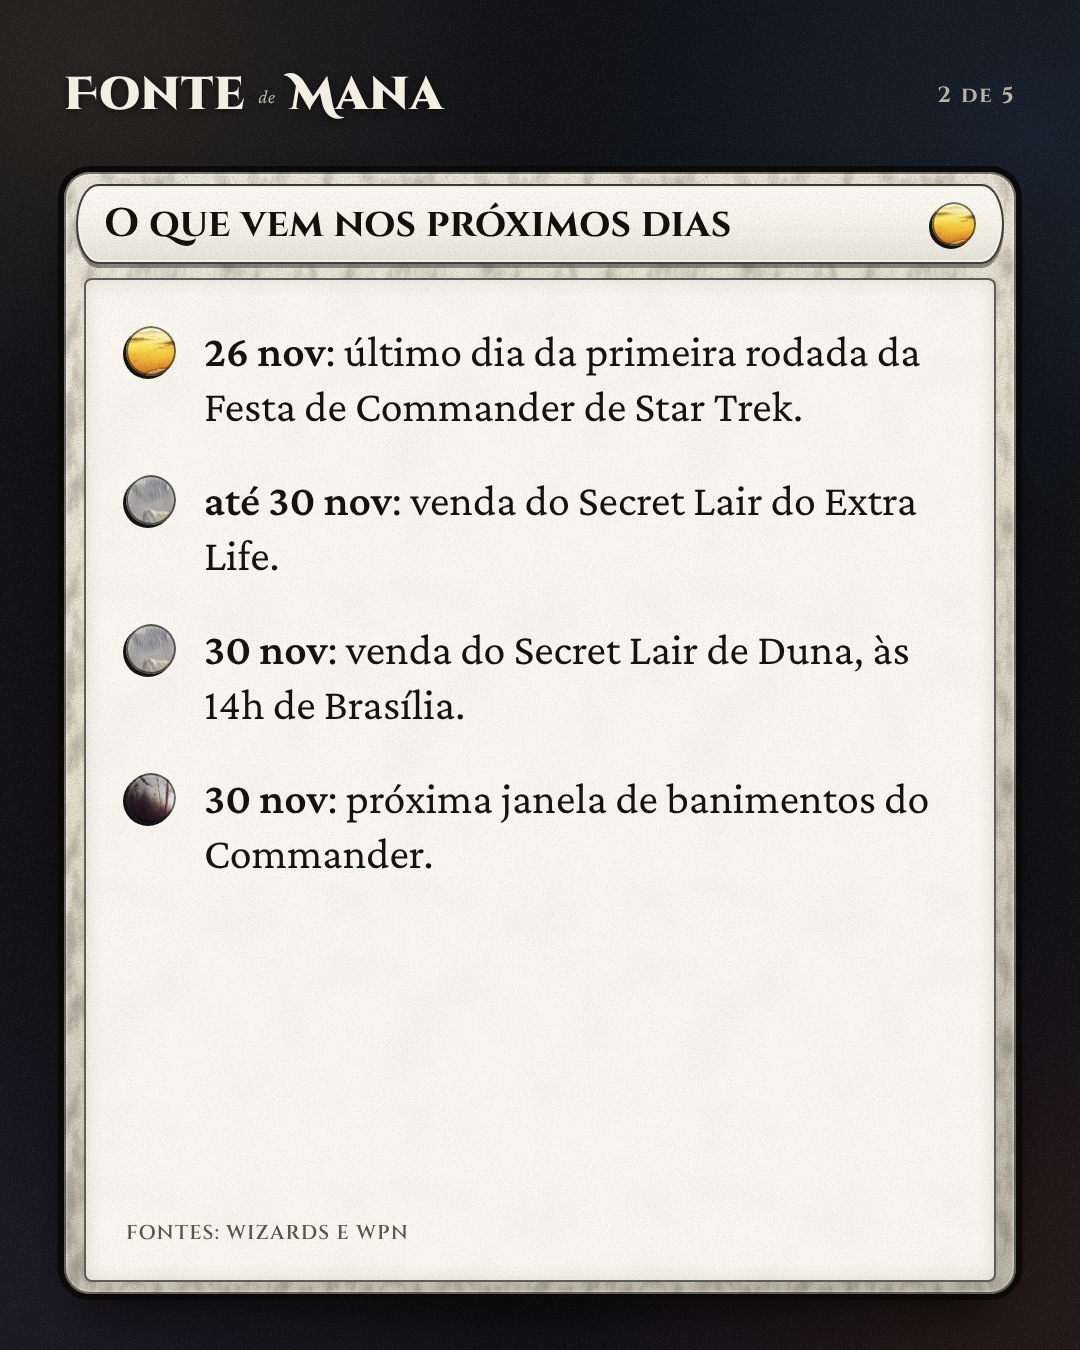 Fonte de Mana
2 de 5
O que vem nos próximos dias
26 nov: último dia da primeira rodada da
Festa de Commander de Star Trek.
até 30 nov: venda do Secret Lair do Extra
Life.
30 nov: venda do Secret Lair de Duna, às
14h de Brasília.
30 nov: próxima janela de banimentos do
Commander.
FONTES: WIZARDS E WPN